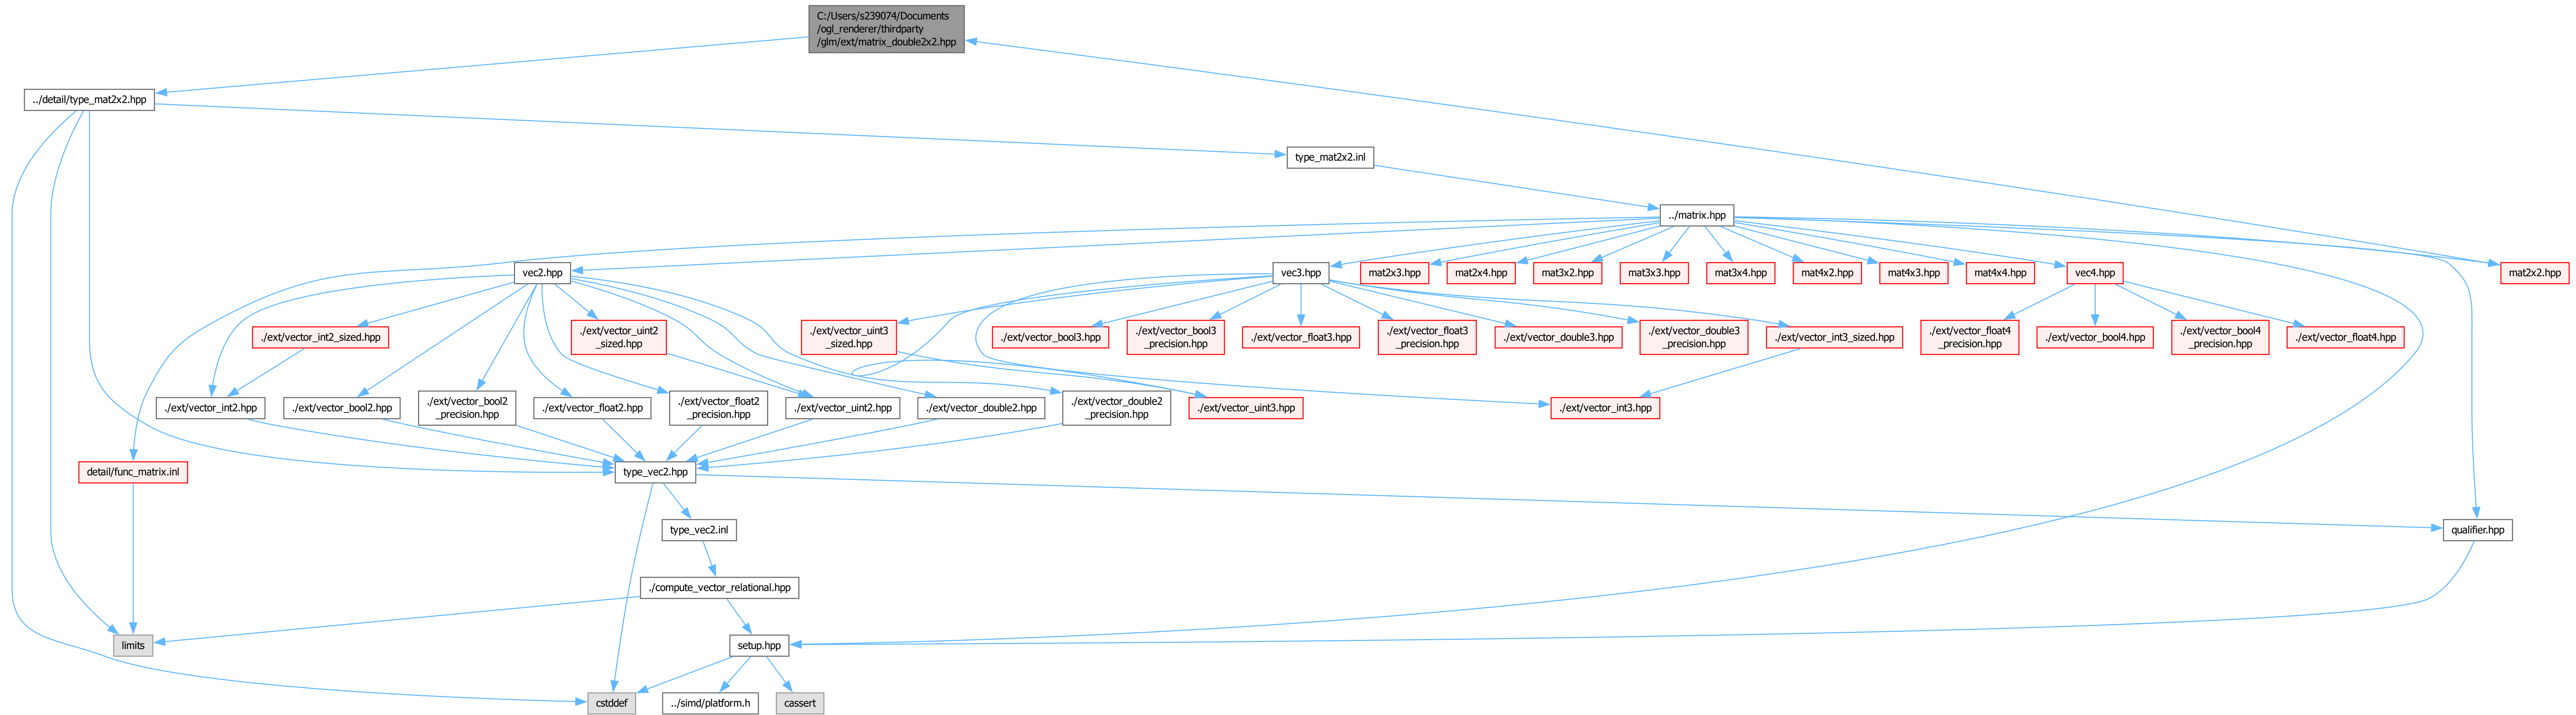 C:/Users/s239074/Documents
/ogl_renderer/thirdparty
/glm/ext/matrix_double2x2.hpp
../detail/type_mat2x2.hpp
type_mat2x2.inl
../matrix.hpp
vec2.hpp
vec3.hpp
mat2x3.hpp
mat2x4.hpp
mat3x2.hpp
mat3x3.hpp
mat3x4.hpp
mat4x2.hpp
mat4x3.hpp
mat4x4.hpp
vec4.hpp
mat2x2.hpp
./ext/vector_int2_sized.hpp
./ext/vector_uint2
_sized.hpp
./ext/vector_uint3
_sized.hpp
./ext/vector_bool3.hpp
./ext/vector_bool3
_precision.hpp
./ext/vector_float3.hpp
./ext/vector_float3
_precision.hpp
./ext/vector_double3.hpp
./ext/vector_double3
_precision.hpp
./ext/vector_int3_sized.hpp
./ext/vector_float4
_precision.hpp
./ext/vector_bool4.hpp
./ext/vector_bool4
_precision.hpp
./ext/vector_float4.hpp
./ext/vector_int2.hpp
./ext/vector_bool2.hpp
./ext/vector_bool2
_precision.hpp
./ext/vector_float2.hpp
./ext/vector_float2
_precision.hpp
./ext/vector_uint2.hpp
./ext/vector_double2.hpp
./ext/vector_double2
_precision.hpp
./ext/vector_uint3.hpp
./ext/vector_int3.hpp
detail/func_matrix.inl
type_vec2.hpp
type_vec2.inl
qualifier.hpp
./compute_vector_relational.hpp
limits
setup.hpp
cstddef
../simd/platform.h
cassert